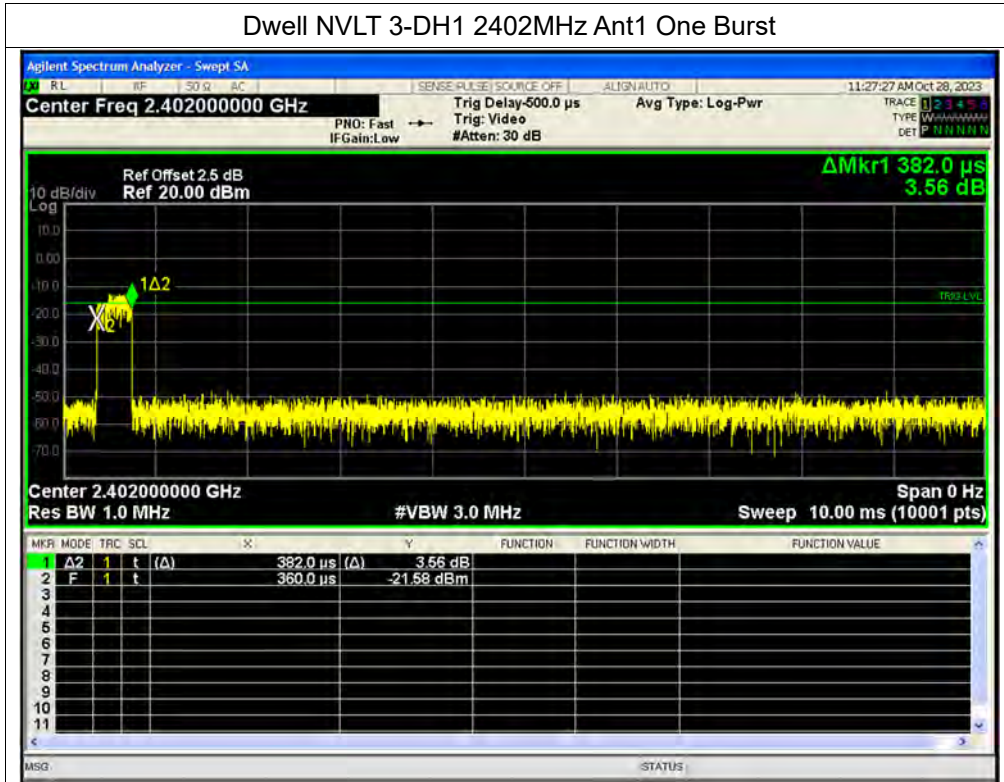 Dwell NVLT 3-DH1 2402MHz Ant1 One Burst
Agilent Spectrum Analyzer - Swept SA
LXI RL RF 50 Ω AC SENSE:PULSE SOURCE OFF ALIGN AUTO 11:27:27 AM Oct 28, 2023
Center Freq 2.402000000 GHz
Trig Delay-500.0 µs Avg Type: Log-Pwr TRACE 1 2 3 4 5 6
PNO: Fast Trig: Video TYPE W
IFGain:Low #Atten: 30 dB DET P N N N N N
ΔMkr1 382.0 µs
3.56 dB
Ref Offset 2.5 dB
10 dB/div Ref 20.00 dBm
Log
10.0
0.00
-10.0
-20.0
-30.0
-40.0
-50.0
-60.0
-70.0
1Δ2
TRIG LVL
X2
Center 2.402000000 GHz Span 0 Hz
Res BW 1.0 MHz #VBW 3.0 MHz Sweep 10.00 ms (10001 pts)
MKR MODE TRC SCL X Y FUNCTION FUNCTION WIDTH FUNCTION VALUE
1 Δ2 1 t (Δ) 382.0 µs (Δ) 3.56 dB
2 F 1 t 360.0 µs -21.58 dBm
3
4
5
6
7
8
9
10
11
MSG STATUS